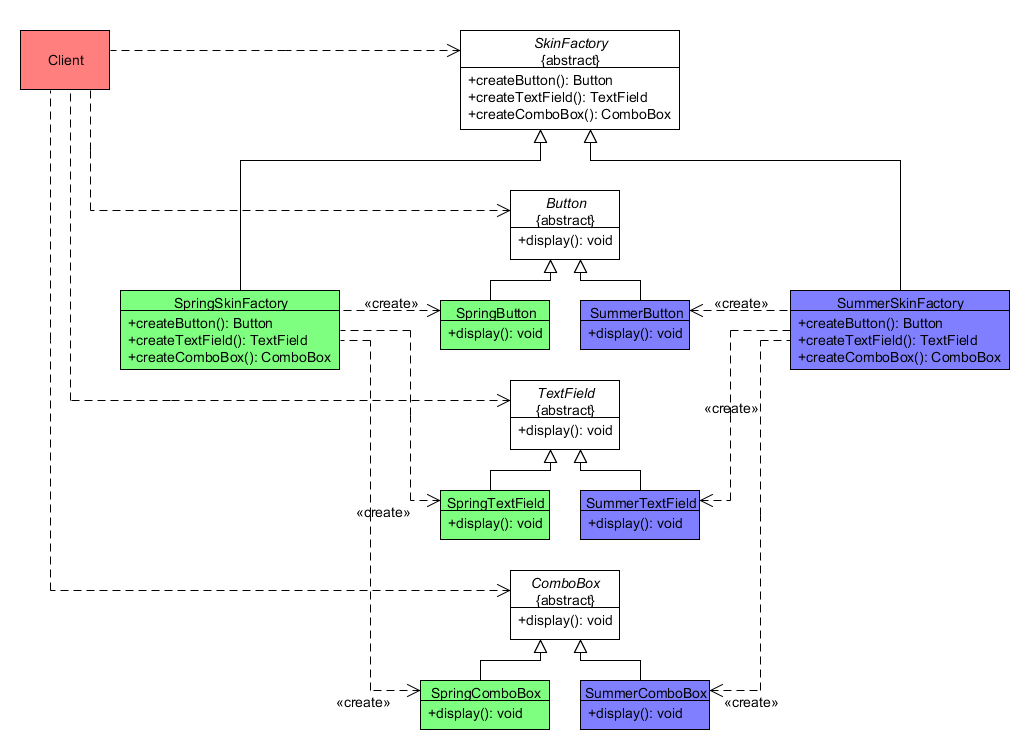 Client
SkinFactory
{abstract}
+createButton(): Button
+createTextField(): TextField
+createComboBox(): ComboBox
Button
{abstract}
+display(): void
SpringSkinFactory
+createButton(): Button
+createTextField(): TextField
+createComboBox(): ComboBox
«create»
SpringButton
+display(): void
SummerButton
+display(): void
«create»
SummerSkinFactory
+createButton(): Button
+createTextField(): TextField
+createComboBox(): ComboBox
TextField
{abstract}
+display(): void
«create»
«create»
SpringTextField
+display(): void
SummerTextField
+display(): void
ComboBox
{abstract}
+display(): void
«create»
SpringComboBox
+display(): void
SummerComboBox
+display(): void
«create»